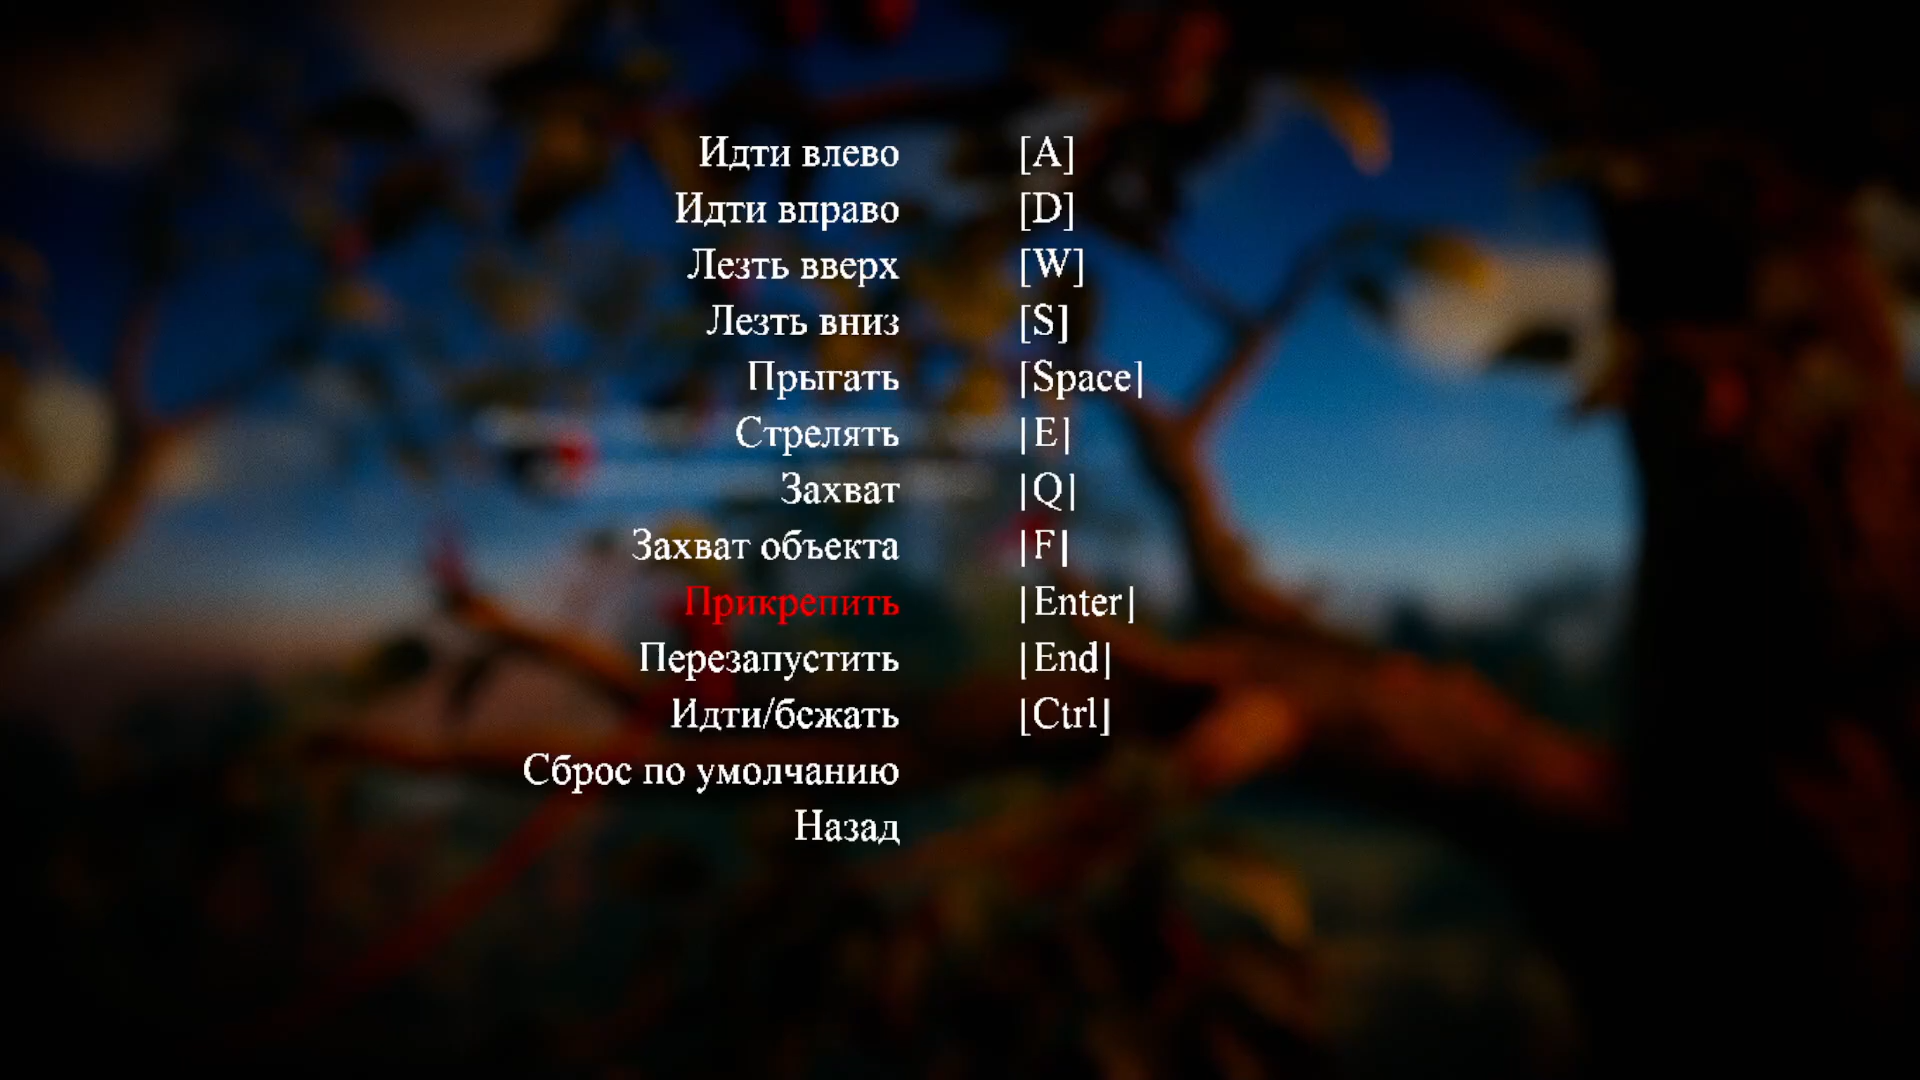 Идти влево [A]
Идти вправо [D]
Лезть вверх [W]
Лезть вниз [S]
Прыгать [Space]
Стрелять [E]
Захват [Q]
Захват объекта [F]
Прикрепить [Enter]
Перезапустить [End]
Идти/бежать [Ctrl]
Сброс по умолчанию
Назад